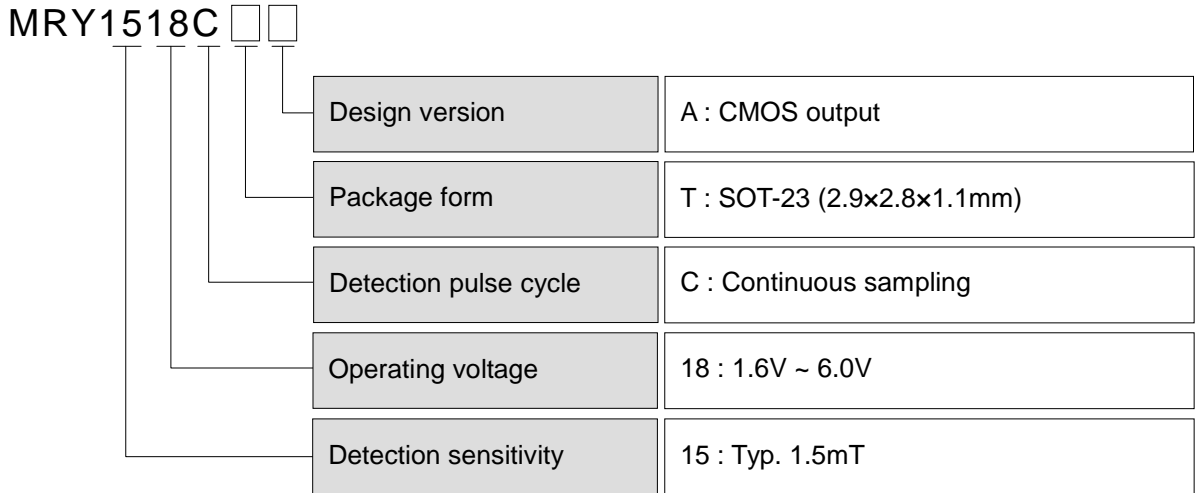 MRY1518C
Design version A : CMOS output
Package form T : SOT-23 (2.9×2.8×1.1mm)
Detection pulse cycle C : Continuous sampling
Operating voltage 18 : 1.6V ~ 6.0V
Detection sensitivity 15 : Typ. 1.5mT